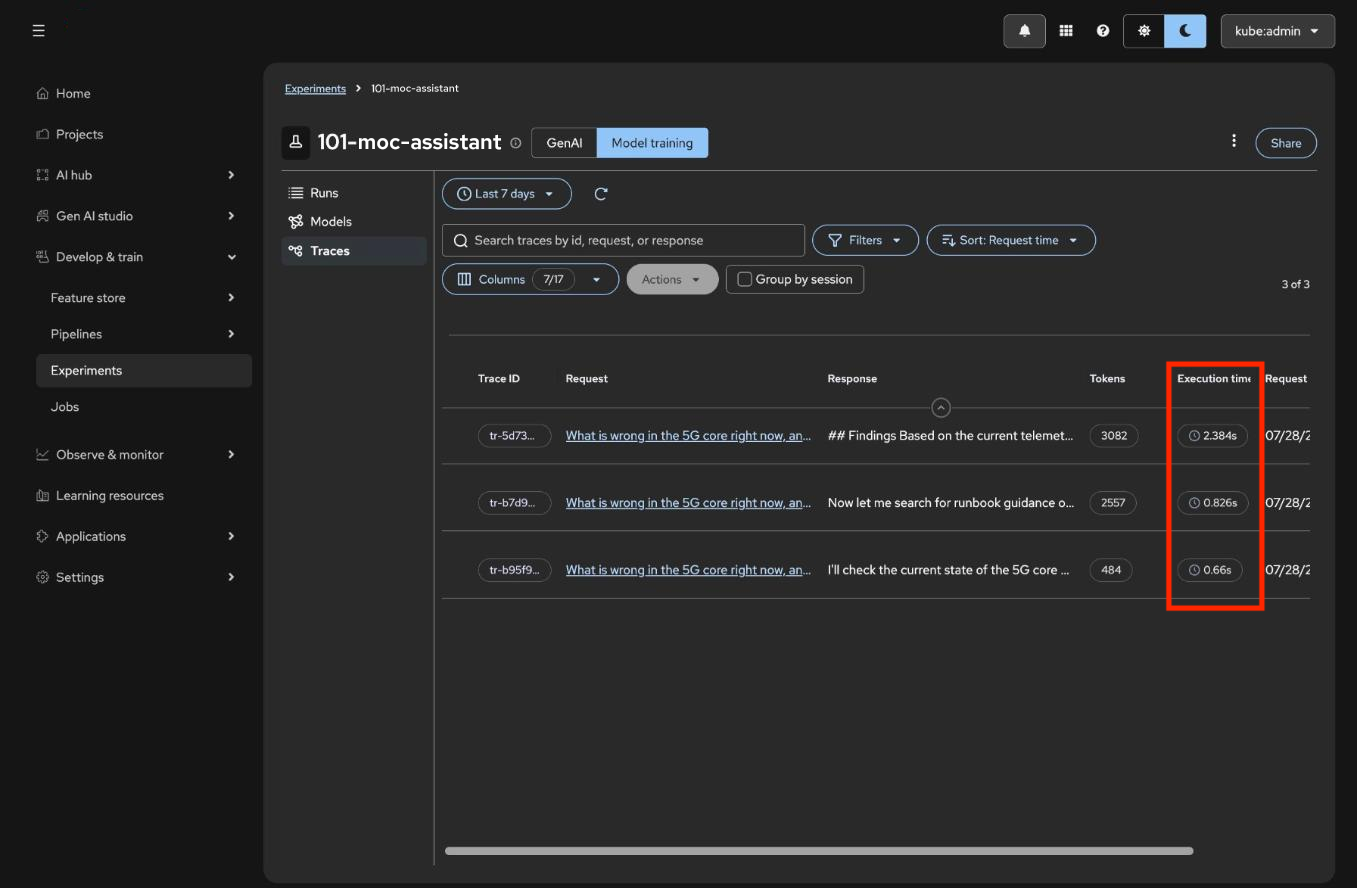 kube:admin
Home
Projects
AI hub
Gen AI studio
Develop & train
Feature store
Pipelines
Experiments
Jobs
Observe & monitor
Learning resources
Applications
Settings
Experiments > 101-moc-assistant
101-moc-assistant GenAI Model training Share
Runs
Models
Traces
Last 7 days
Search traces by id, request, or response Filters Sort: Request time
Columns 7/17 Actions Group by session
3 of 3
Trace ID Request Response Tokens Execution time Request
tr-5d73... What is wrong in the 5G core right now, an... ## Findings Based on the current telemet... 3082 2.384s 07/28/2
tr-b7d9... What is wrong in the 5G core right now, an... Now let me search for runbook guidance o... 2557 0.826s 07/28/2
tr-b95f9... What is wrong in the 5G core right now, an... I'll check the current state of the 5G core ... 484 0.66s 07/28/2